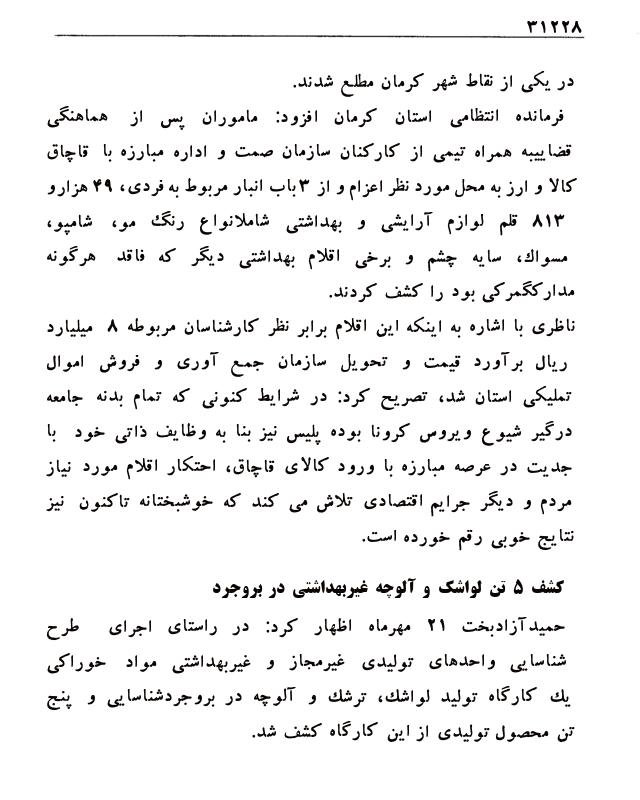 ۳۱۲۲۸
در یکی از نقاط شهر کرمان مطلع شدند.
فرمانده انتظامی استان کرمان افزود: ماموران پس از هماهنگی
قضاییبه همراه تیمی از کارکنان سازمان صمت و اداره مبارزه با قاچاق
کالا و ارز به محل مورد نظر اعزام و از ۳ باب انبار مربوط به فردی، ۴۹ هزارو
۸۱۳ قلم لوازم آرایشی و بهداشتی شاملانواع رنگ مو، شامپو،
مسواك، سایه چشم و برخی اقلام بهداشتی دیگر که فاقد هرگونه
مدارکگمرکی بود را کشف کردند.
ناظری با اشاره به اینکه این اقلام برابر نظر کارشناسان مربوطه ۸ میلیارد
ریال برآورد قیمت و تحویل سازمان جمع آوری و فروش اموال
تملیکی استان شد، تصریح کرد: در شرایط کنونی که تمام بدنه جامعه
درگیر شیوع ویروس کرونا بوده پلیس نیز بنا به وظایف ذاتی خود با
جدیت در عرصه مبارزه با ورود کالای قاچاق، احتکار اقلام مورد نیاز
مردم و دیگر جرایم اقتصادی تلاش می کند که خوشبختانه تاکنون نیز
نتایج خوبی رقم خورده است.
کشف ۵ تن لواشک و آلوچه غیربهداشتی در بروجرد
حمیدآزادبخت ۲۱ مهرماه اظهار کرد: در راستای اجرای طرح
شناسایی واحدهای تولیدی غیرمجاز و غیربهداشتی مواد خوراکی
یك کارگاه تولید لواشك، ترشك و آلوچه در بروجردشناسایی و پنج
تن محصول تولیدی از این کارگاه کشف شد.